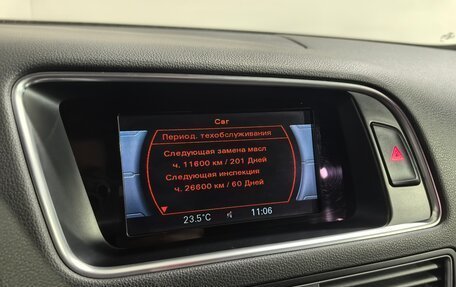 Car
Период. техобслуживания
Следующая замена масл
ч. 11600 км / 201 Дней
Следующая инспекция
ч. 26600 км / 60 Дней
23.5°C 11:06